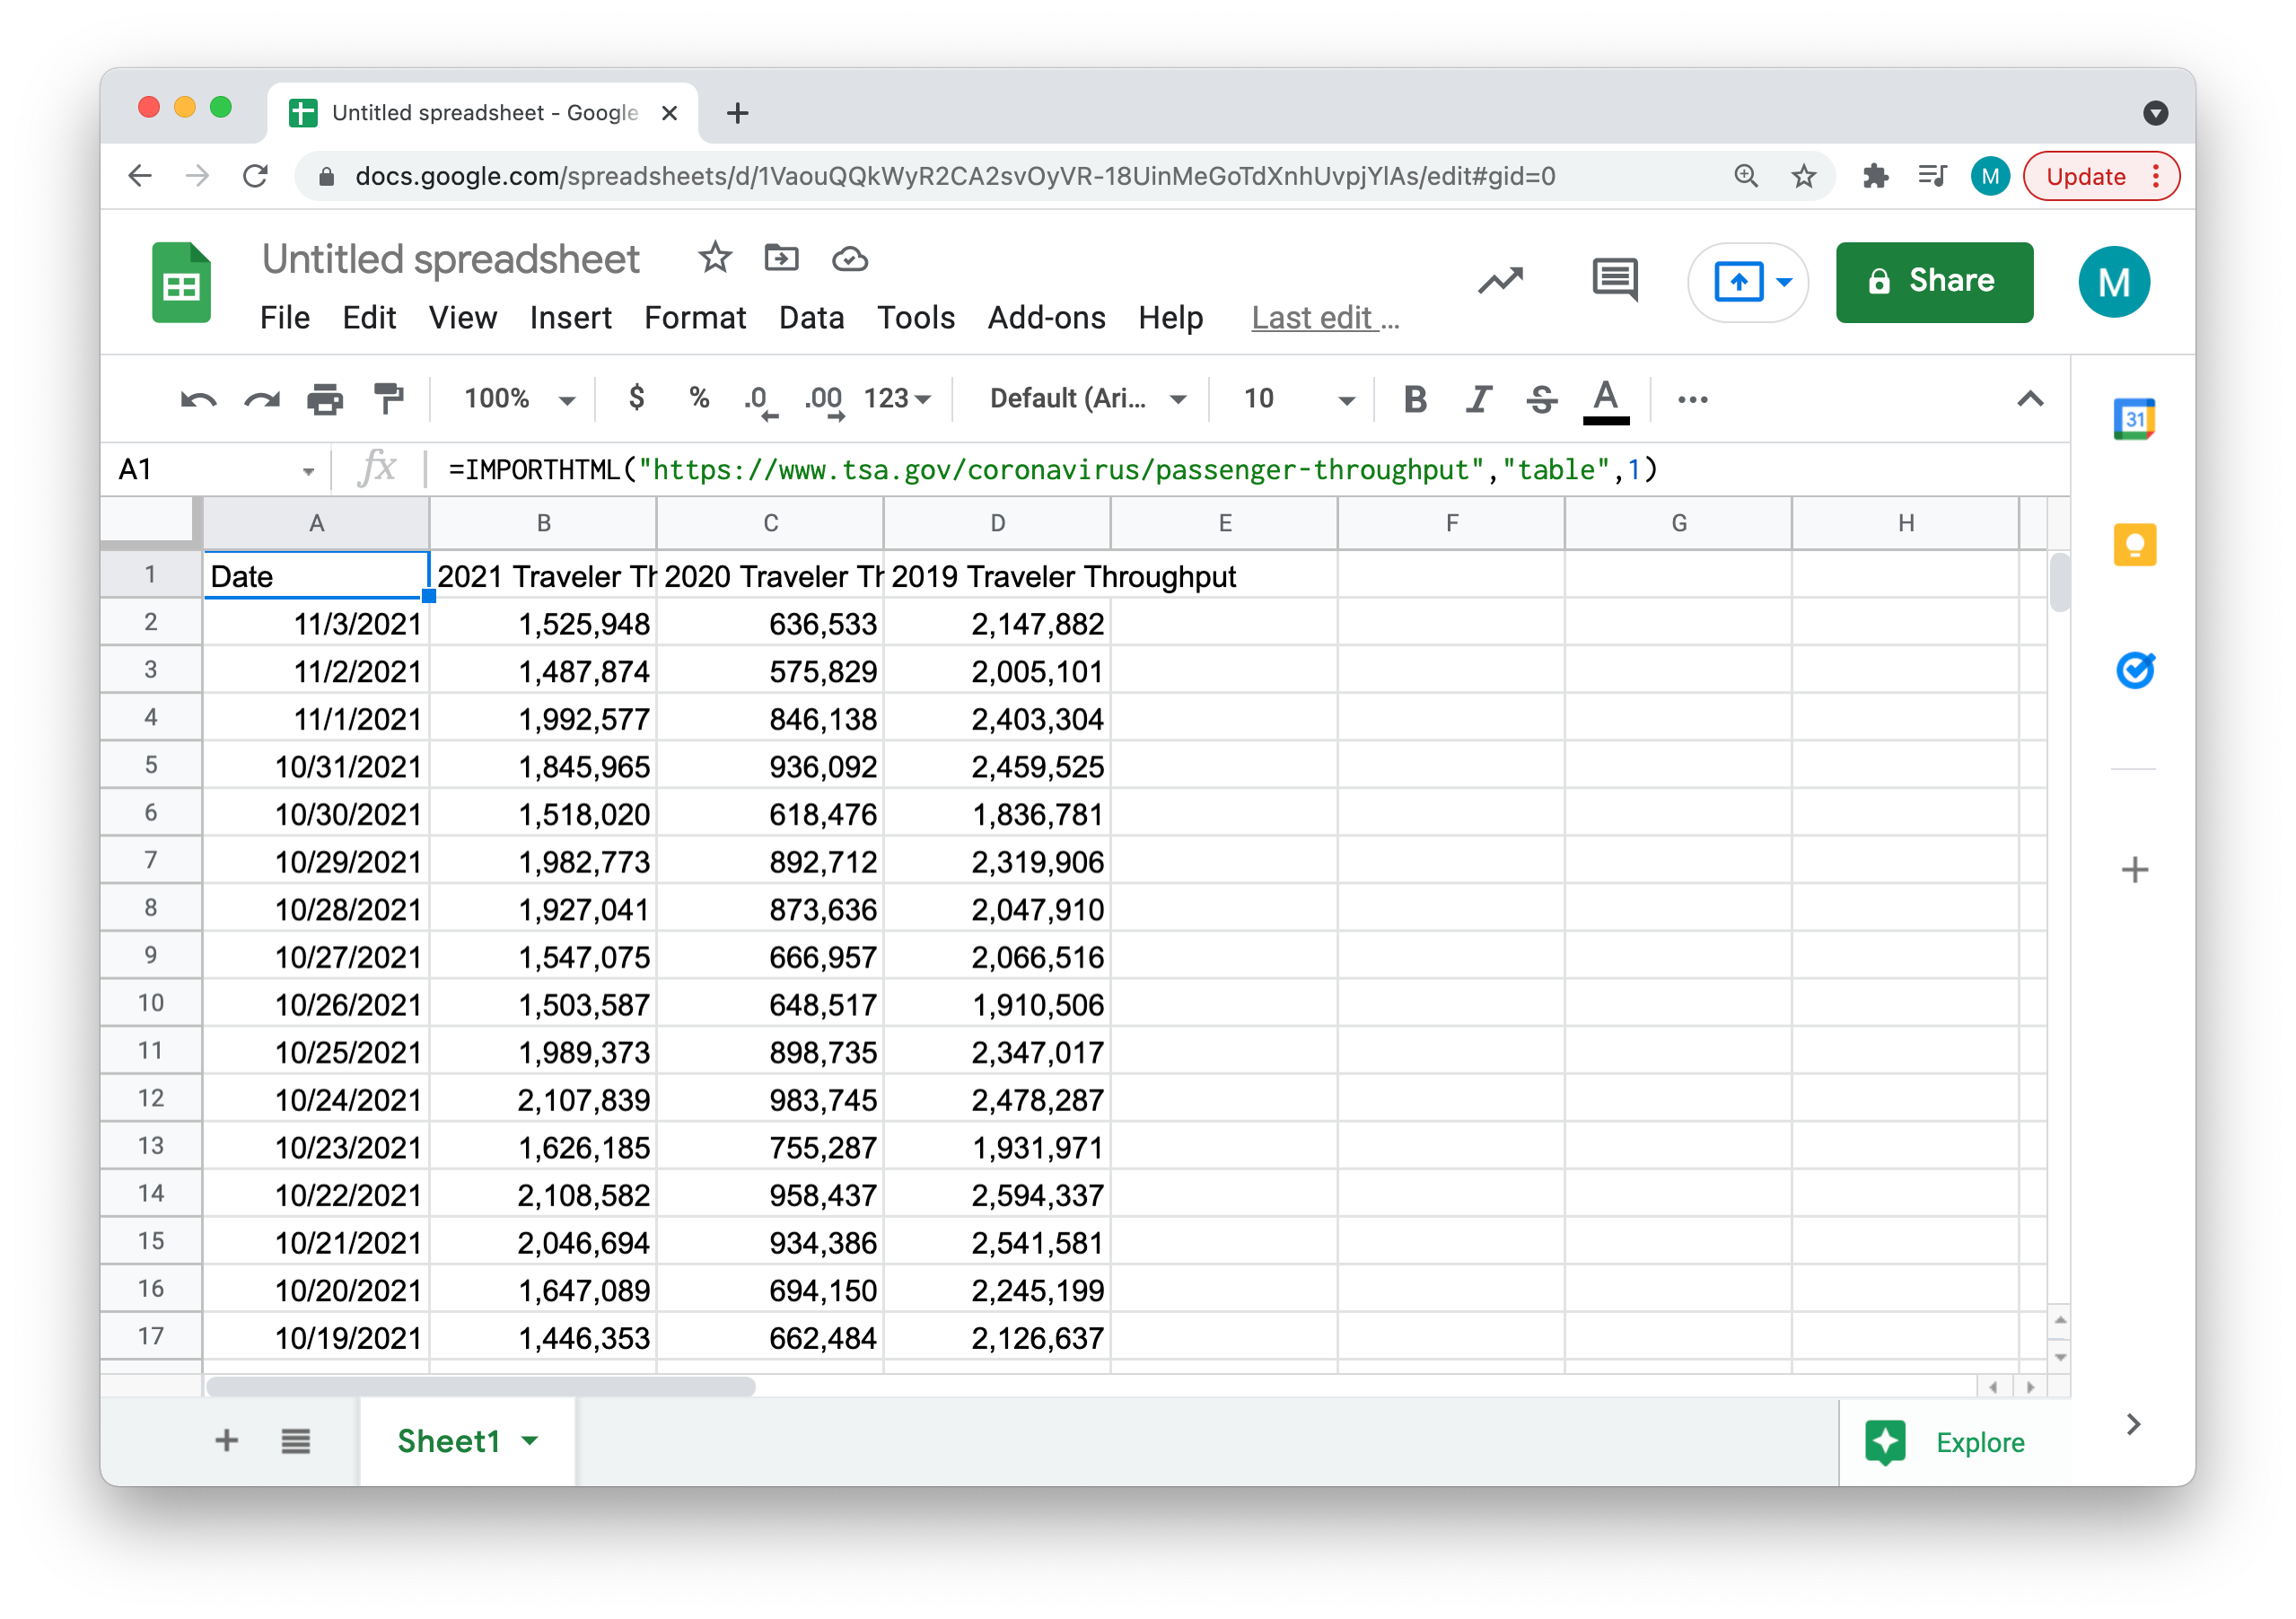 Untitled spreadsheet - Google
docs.google.com/spreadsheets/d/1VaouQQkWyR2CA2svOyVR-18UinMeGoTdXnhUvpjYlAs/edit#gid=0
M
Update
Untitled spreadsheet
File Edit View Insert Format Data Tools Add-ons Help Last edit ...
Share
M
100% $ % .0 .00 123 Default (Ari... 10 B I S A
31
A1 fx =IMPORTHTML("https://www.tsa.gov/coronavirus/passenger-throughput","table",1)
A B C D E F G H
1 Date 2021 Traveler Th 2020 Traveler Th 2019 Traveler Throughput
2 11/3/2021 1,525,948 636,533 2,147,882
3 11/2/2021 1,487,874 575,829 2,005,101
4 11/1/2021 1,992,577 846,138 2,403,304
5 10/31/2021 1,845,965 936,092 2,459,525
6 10/30/2021 1,518,020 618,476 1,836,781
7 10/29/2021 1,982,773 892,712 2,319,906
8 10/28/2021 1,927,041 873,636 2,047,910
9 10/27/2021 1,547,075 666,957 2,066,516
10 10/26/2021 1,503,587 648,517 1,910,506
11 10/25/2021 1,989,373 898,735 2,347,017
12 10/24/2021 2,107,839 983,745 2,478,287
13 10/23/2021 1,626,185 755,287 1,931,971
14 10/22/2021 2,108,582 958,437 2,594,337
15 10/21/2021 2,046,694 934,386 2,541,581
16 10/20/2021 1,647,089 694,150 2,245,199
17 10/19/2021 1,446,353 662,484 2,126,637
Sheet1
Explore